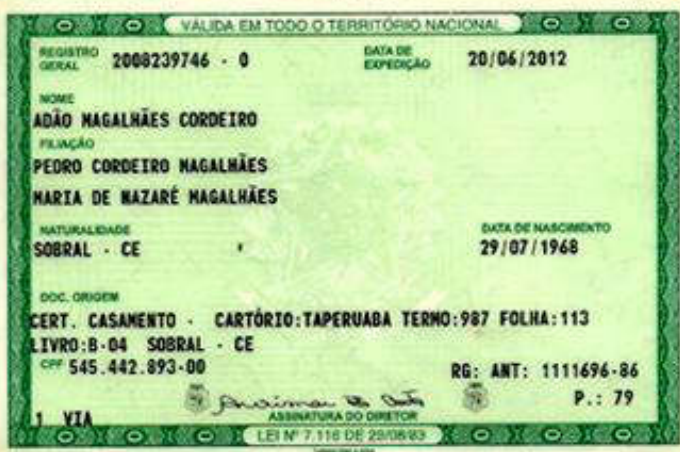 VÁLIDA EM TODO O TERRITÓRIO NACIONAL
REGISTRO GERAL 2008239746 - 0 DATA DE EXPEDIÇÃO 20/06/2012
NOME
ADÃO MAGALHÃES CORDEIRO
FILIAÇÃO
PEDRO CORDEIRO MAGALHÃES
MARIA DE NAZARÉ MAGALHÃES
NATURALIDADE DATA DE NASCIMENTO
SOBRAL - CE 29/07/1968
DOC. ORIGEM
CERT. CASAMENTO - CARTÓRIO:TAPERUABA TERMO:987 FOLHA:113
LIVRO:B-04 SOBRAL - CE
CPF 545.442.893-00 RG: ANT: 1111696-86
P.: 79
1 VIA ASSINATURA DO DIRETOR
LEI Nº 7.116 DE 29/08/83